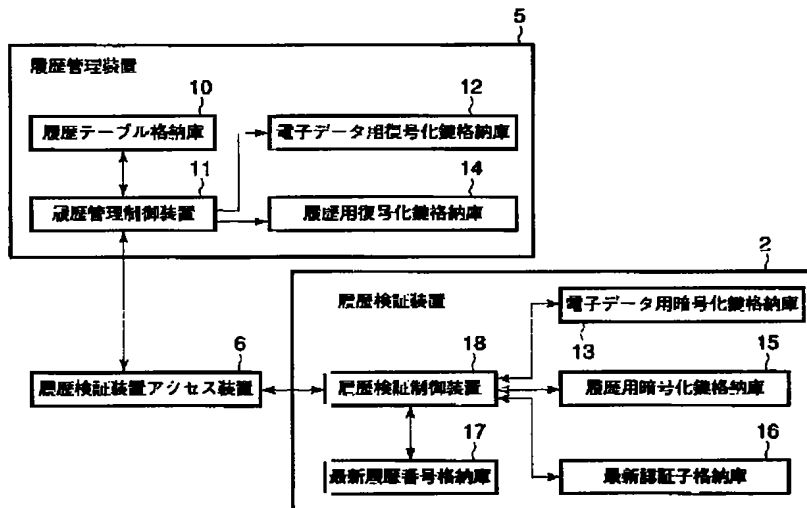 5
履歴管理装置
10
12
履歴テーブル格納庫
電子データ用復号化鍵格納庫
11
14
履歴管理制御装置
履歴用復号化鍵格納庫
2
履歴検証装置
電子データ用暗号化鍵格納庫
13
6
18
15
履歴検証装置アクセス装置
履歴検証制御装置
履歴用暗号化鍵格納庫
17
16
最新履歴番号格納庫
最新認証子格納庫